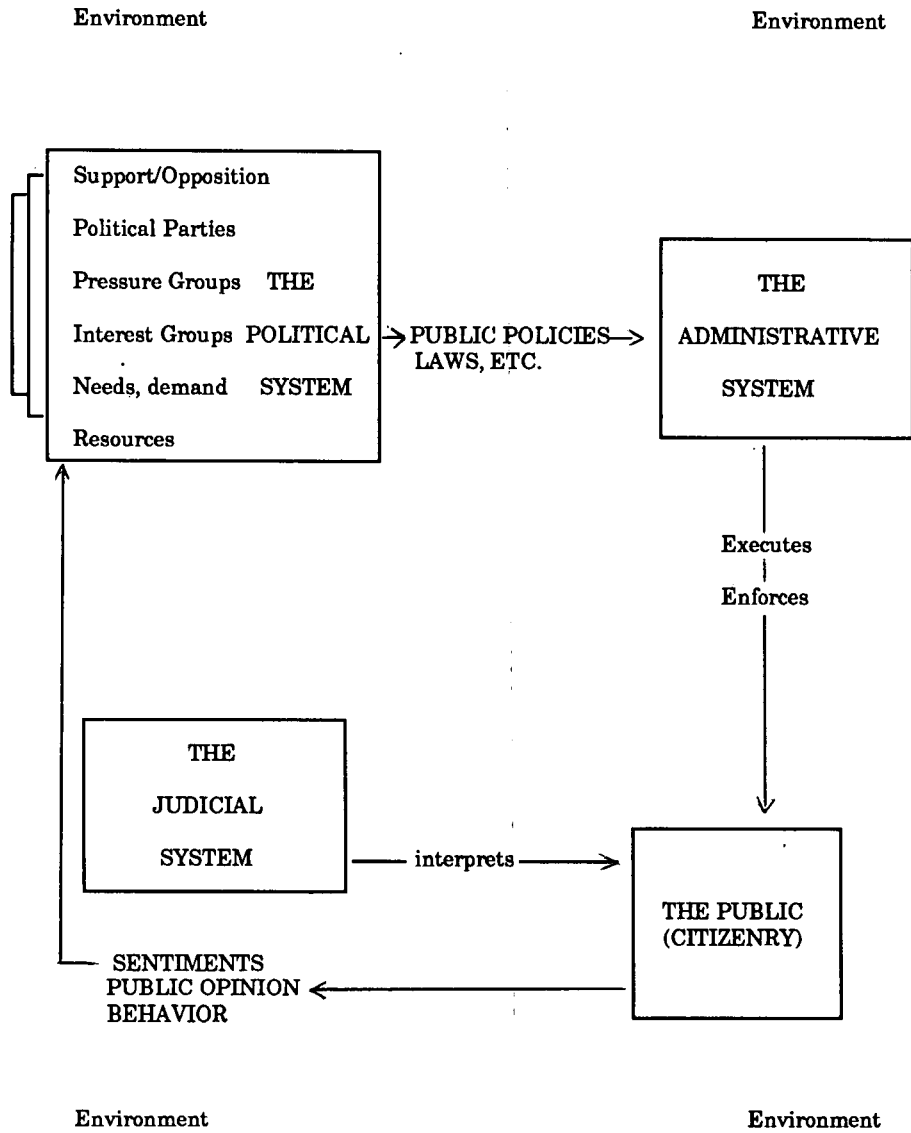 Environment
Environment
Support/Opposition
Political Parties
Pressure Groups THE
Interest Groups POLITICAL
Needs, demand SYSTEM
Resources
PUBLIC POLICIES
LAWS, ETC.
THE
ADMINISTRATIVE
SYSTEM
Executes
Enforces
THE
JUDICIAL
SYSTEM
interprets
THE PUBLIC
(CITIZENRY)
SENTIMENTS
PUBLIC OPINION
BEHAVIOR
Environment
Environment